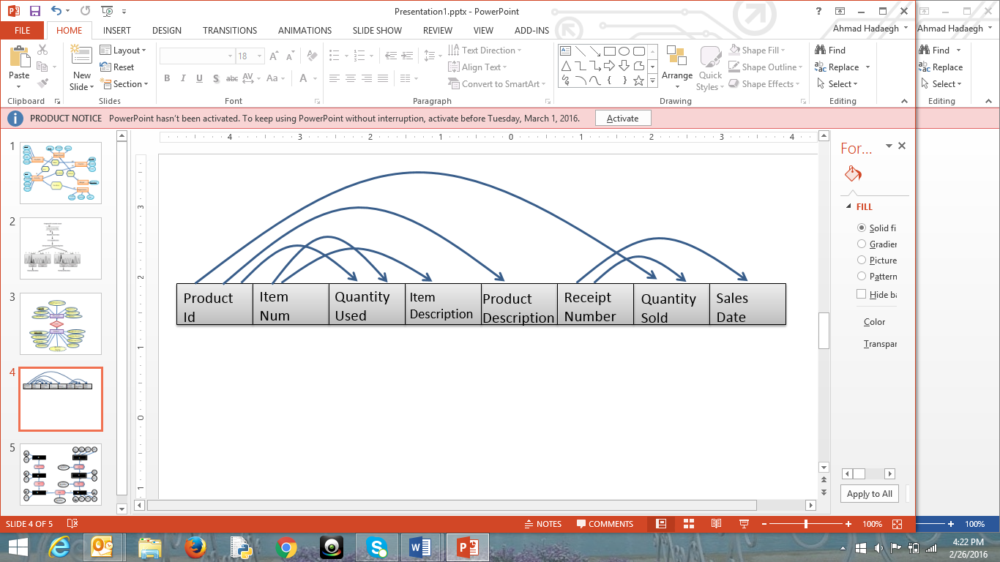 Presentation1.pptx - PowerPoint
?
FILE HOME INSERT DESIGN TRANSITIONS ANIMATIONS SLIDE SHOW REVIEW VIEW ADD-INS Ahmad Hadaegh Ahmad Hadaegh
Paste
New Slide
Layout
Reset
Section
18
B I U S abc AV Aa A
Text Direction
Align Text
Convert to SmartArt
Arrange
Quick Styles
Shape Fill
Shape Outline
Shape Effects
Find
Replace
Select
Find
Replace
Select
Clipboard Slides Font Paragraph Drawing Editing Editing
PRODUCT NOTICE PowerPoint hasn't been activated. To keep using PowerPoint without interruption, activate before Tuesday, March 1, 2016. Activate
4 3 2 1 0 1 2 3 4
3
2
1
0
1
1
2
3
4
5
Product Id
Item Num
Quantity Used
Item Description
Product Description
Receipt Number
Quantity Sold
Sales Date
For...
FILL
Solid fi
Gradier
Picture
Pattern
Hide ba
Color
Transpar
Apply to All
SLIDE 4 OF 5 NOTES COMMENTS 100% 100%
4:22 PM
2/26/2016